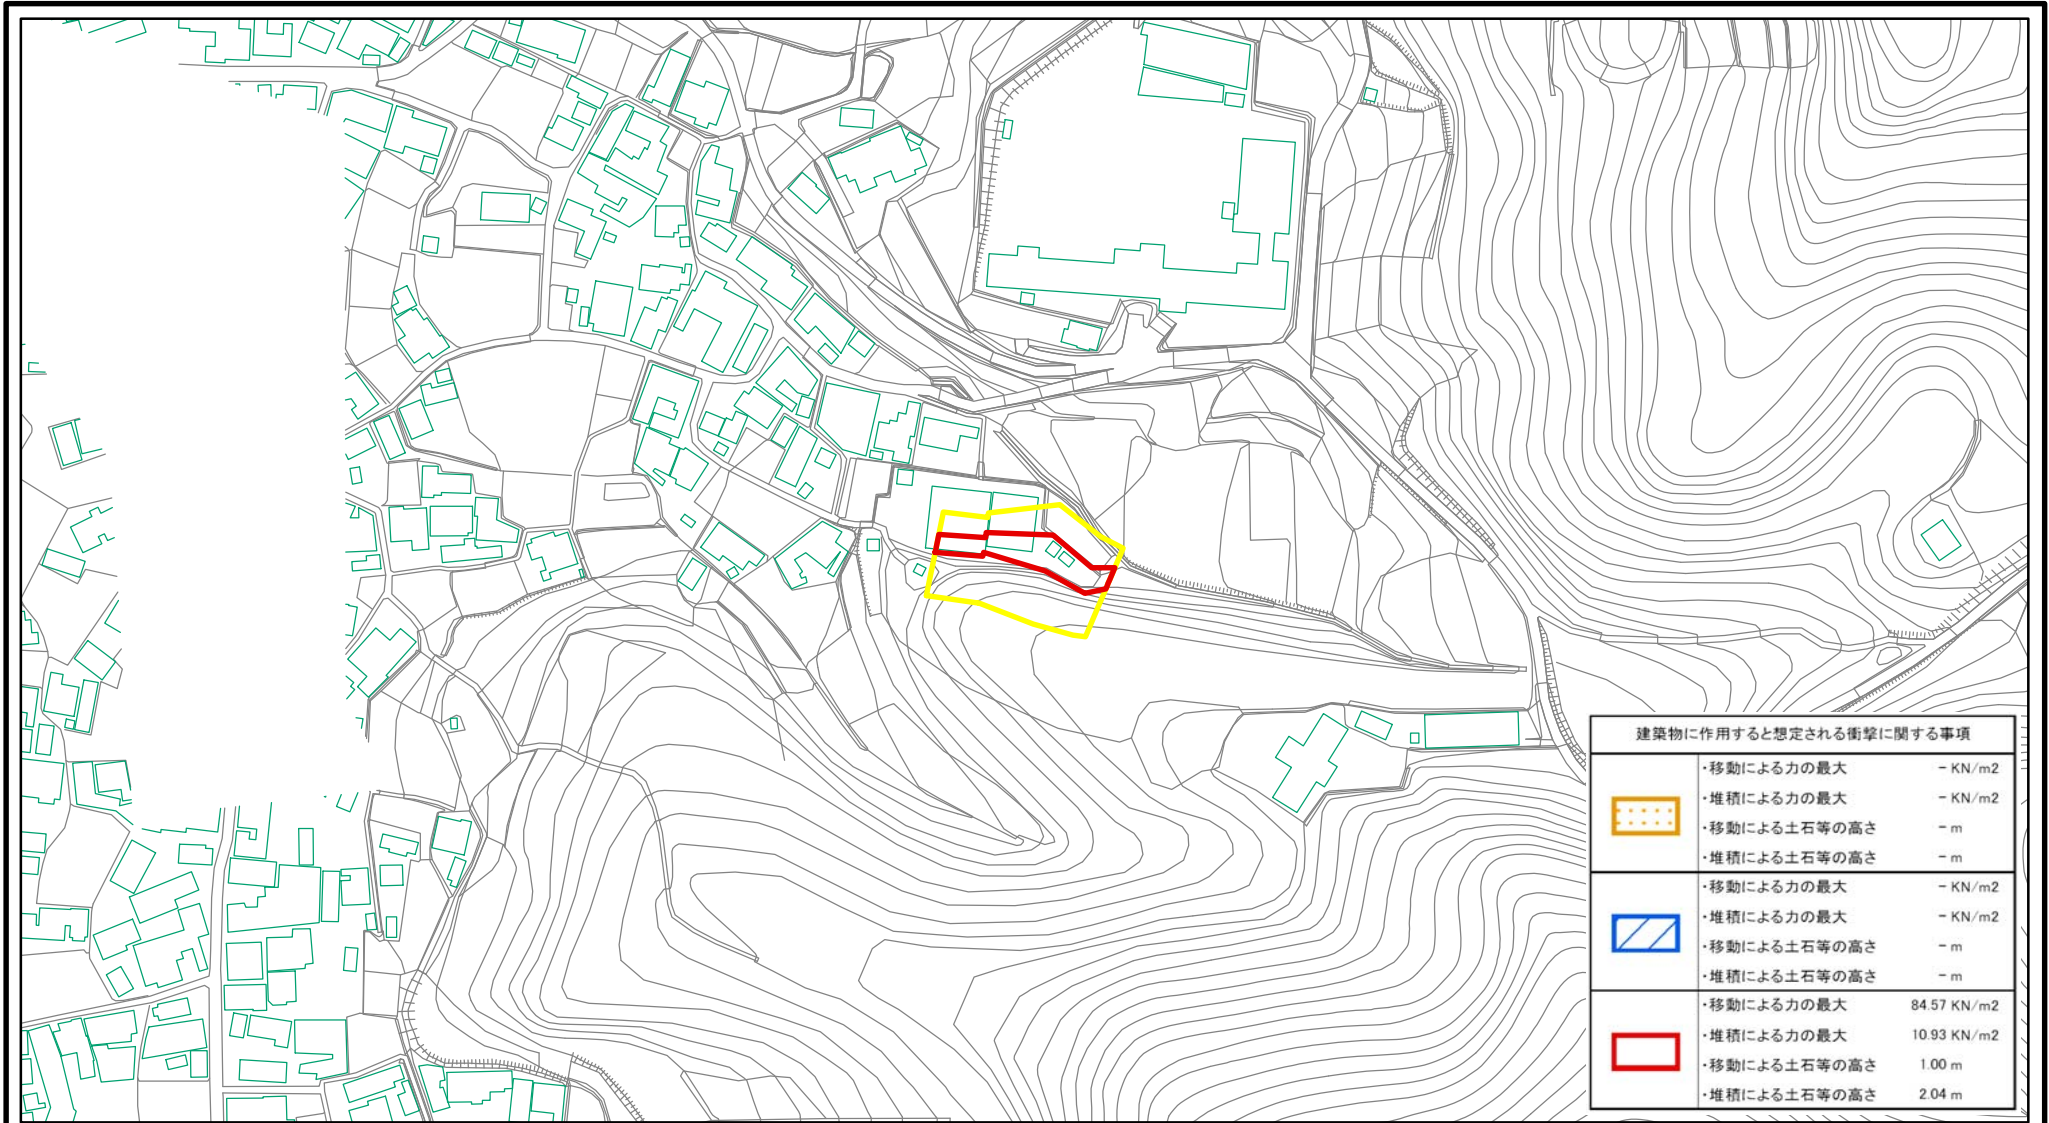 建築物に作用すると想定される衝撃に関する事項
・移動による力の最大 - KN/m2
・堆積による力の最大 - KN/m2
・移動による土石等の高さ - m
・堆積による土石等の高さ - m
・移動による力の最大 - KN/m2
・堆積による力の最大 - KN/m2
・移動による土石等の高さ - m
・堆積による土石等の高さ - m
・移動による力の最大 84.57 KN/m2
・堆積による力の最大 10.93 KN/m2
・移動による土石等の高さ 1.00 m
・堆積による土石等の高さ 2.04 m